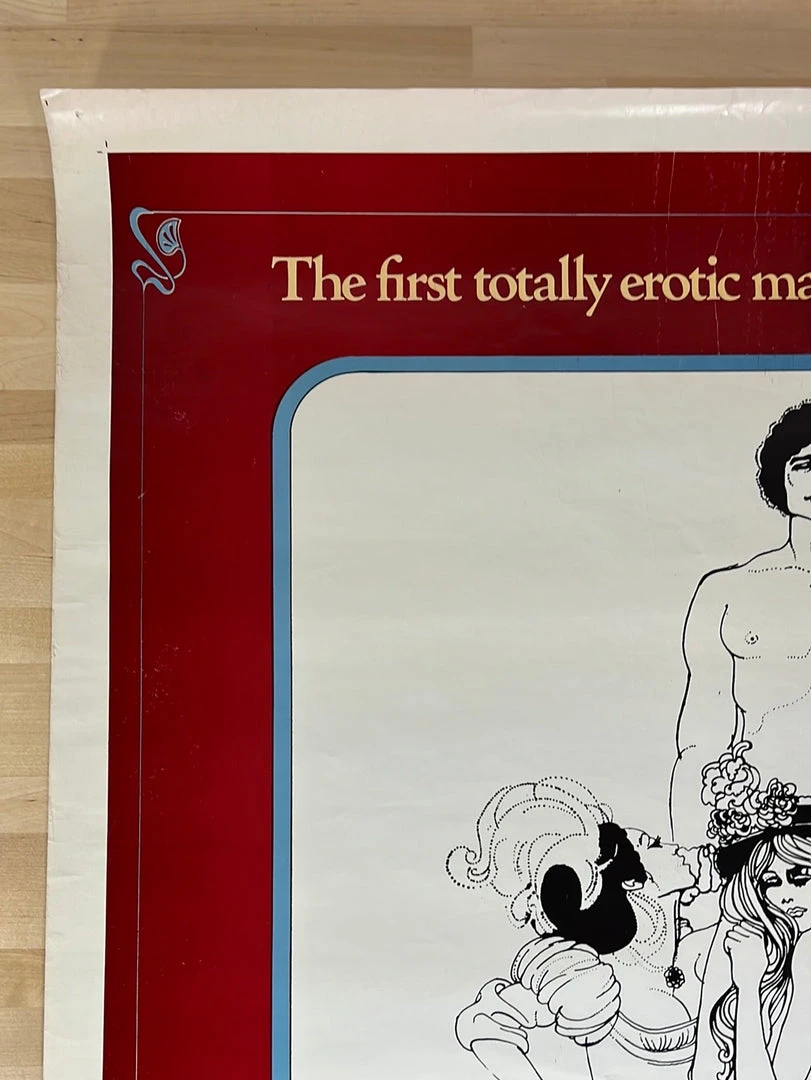 The first totally erotic ma